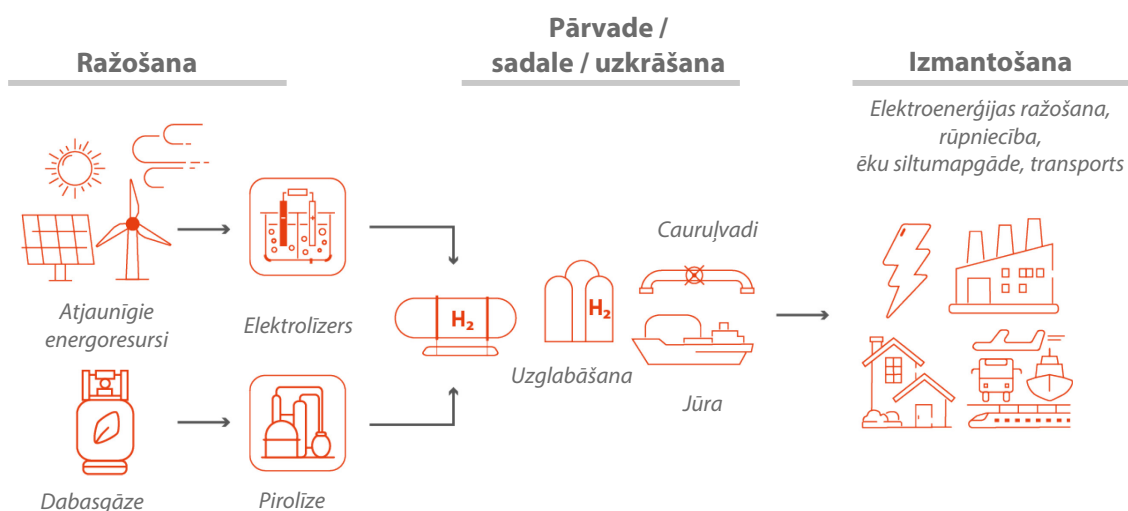 Ražošana
Pārvade /
sadale / uzkrāšana
Izmantošana
Elektroenerģijas ražošana,
rūpniecība,
ēku siltumapgāde, transports
Atjaunīgie
energoresursi
Elektrolīzers
H₂
H₂
Cauruļvadi
Uzglabāšana
Jūra
Dabasgāze
Pirolīze